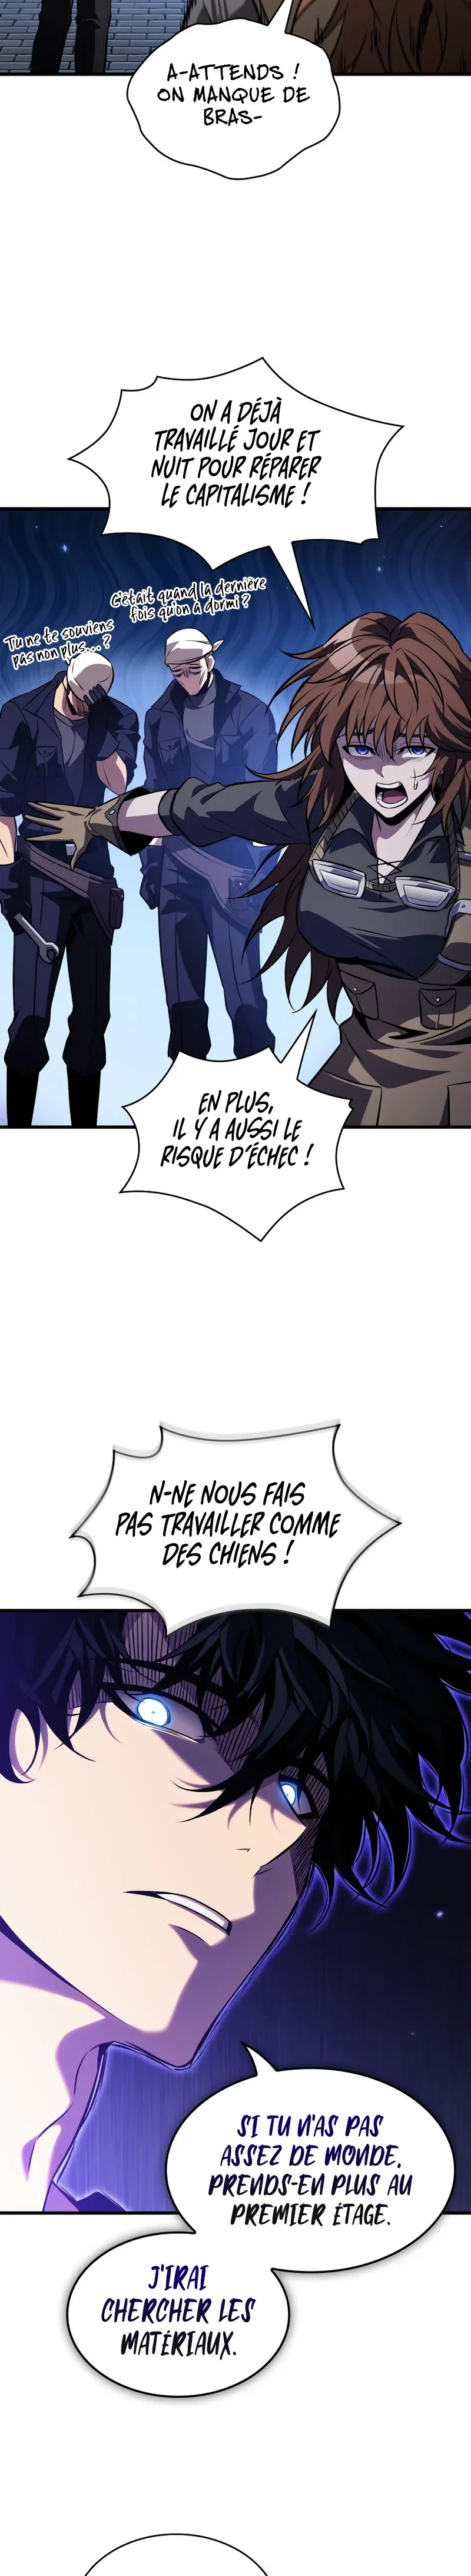 A-ATTENDS !
ON MANQUE DE
BRAS-
ON A DÉJÀ
TRAVAILLÉ JOUR ET
NUIT POUR RÉPARER
LE CAPITALISME !
C'était quand la dernière
fois qu'on a dormi ?
Tu ne te souviens
pas non plus... ?
EN PLUS,
IL Y A AUSSI LE
RISQUE D'ÉCHEC !
N-NE NOUS FAIS
PAS TRAVAILLER COMME
DES CHIENS !
SI TU N'AS PAS
ASSEZ DE MONDE,
PRENDS-EN PLUS AU
PREMIER ÉTAGE.
J'IRAI
CHERCHER LES
MATÉRIAUX.